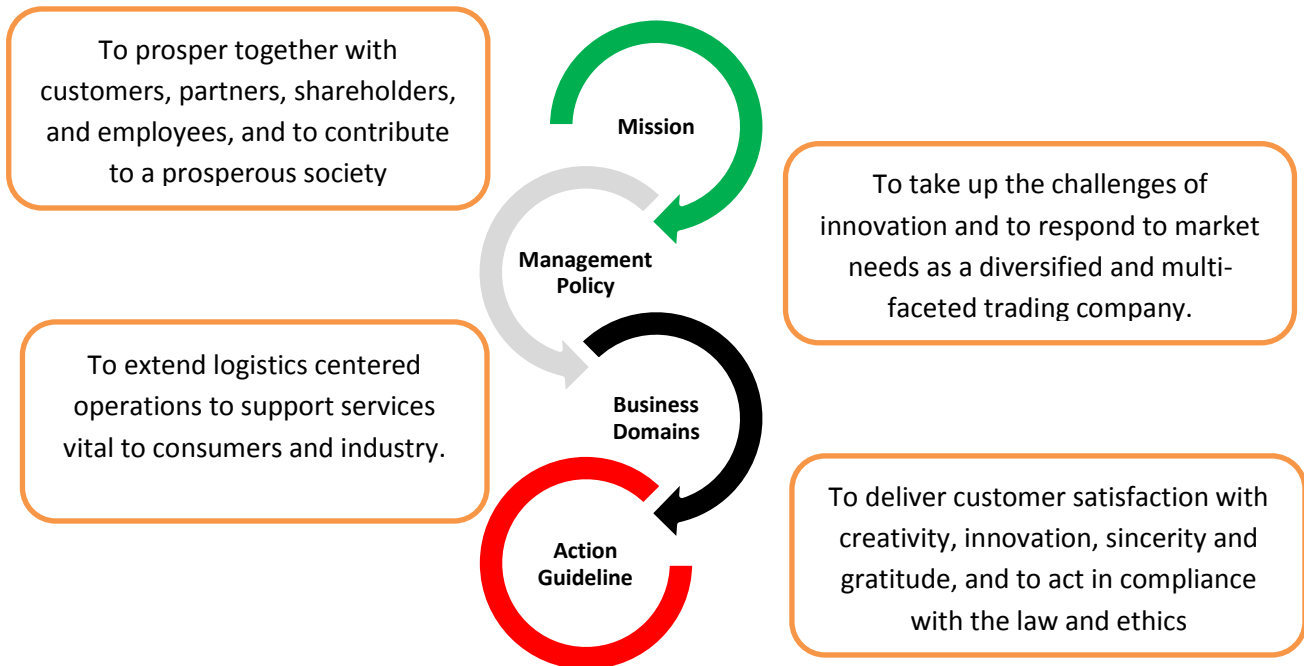 To prosper together with
customers, partners, shareholders,
and employees, and to contribute
to a prosperous society
Mission
To take up the challenges of
innovation and to respond to market
needs as a diversified and multi-
faceted trading company.
Management
Policy
To extend logistics centered
operations to support services
vital to consumers and industry.
Business
Domains
To deliver customer satisfaction with
creativity, innovation, sincerity and
gratitude, and to act in compliance
with the law and ethics
Action
Guideline